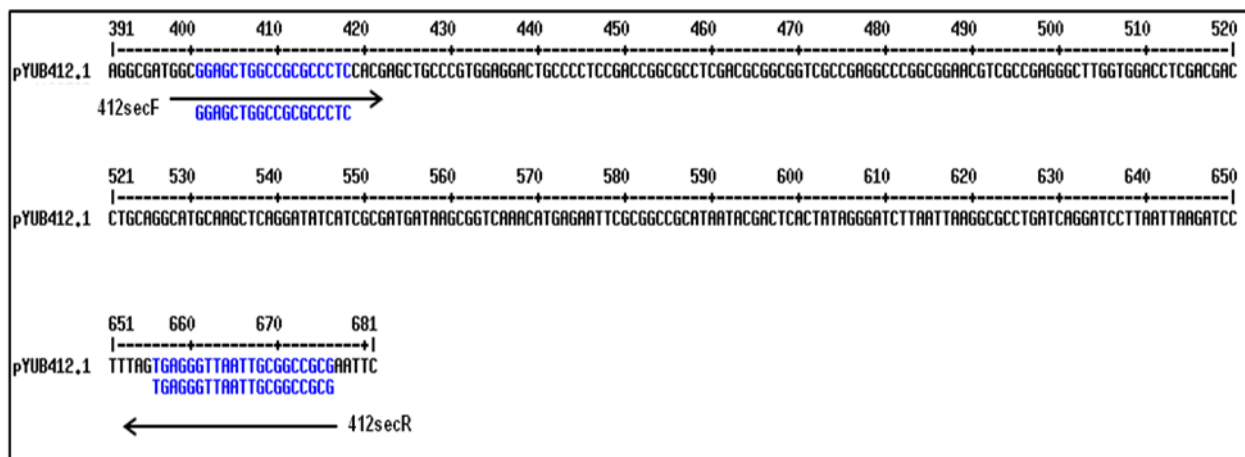 391 400 410 420 430 440 450 460 470 480 490 500 510 520
|--------+---------+---------+---------+---------+---------+---------+---------+---------+---------+---------+---------+---------|
pYUB412.1 AGGCGATGGCGGAGCTGGCCGCGCCCTCCACGAGCTGCCCGTGGAGGACTGCCCCTCCGACCGGCGCCTCGACGCGGCGGTCGCCGAGGCCCGGCGGAACGTCGCCGAGGGCTTGGTGGACCTCGACGAC
412secF
GGAGCTGGCCGCGCCCTC
521 530 540 550 560 570 580 590 600 610 620 630 640 650
|--------+---------+---------+---------+---------+---------+---------+---------+---------+---------+---------+---------+---------|
pYUB412.1 CTGCAGGCATGCAAGCTCAGGATATCATCGCGATGATAAGCGGTCAAACATGAGAATTCGCGGCCGCATAATACGACTCACTATAGGGATCTTAATTAAGGCGCCTGATCAGGATCCTTAATTAAGATCC
651 660 670 681
|--------+---------+---------+|
pYUB412.1 TTTAGTGAGGGTTAATTGCGGCCGCGAATTC
TGAGGGTTAATTGCGGCCGCG
412secR